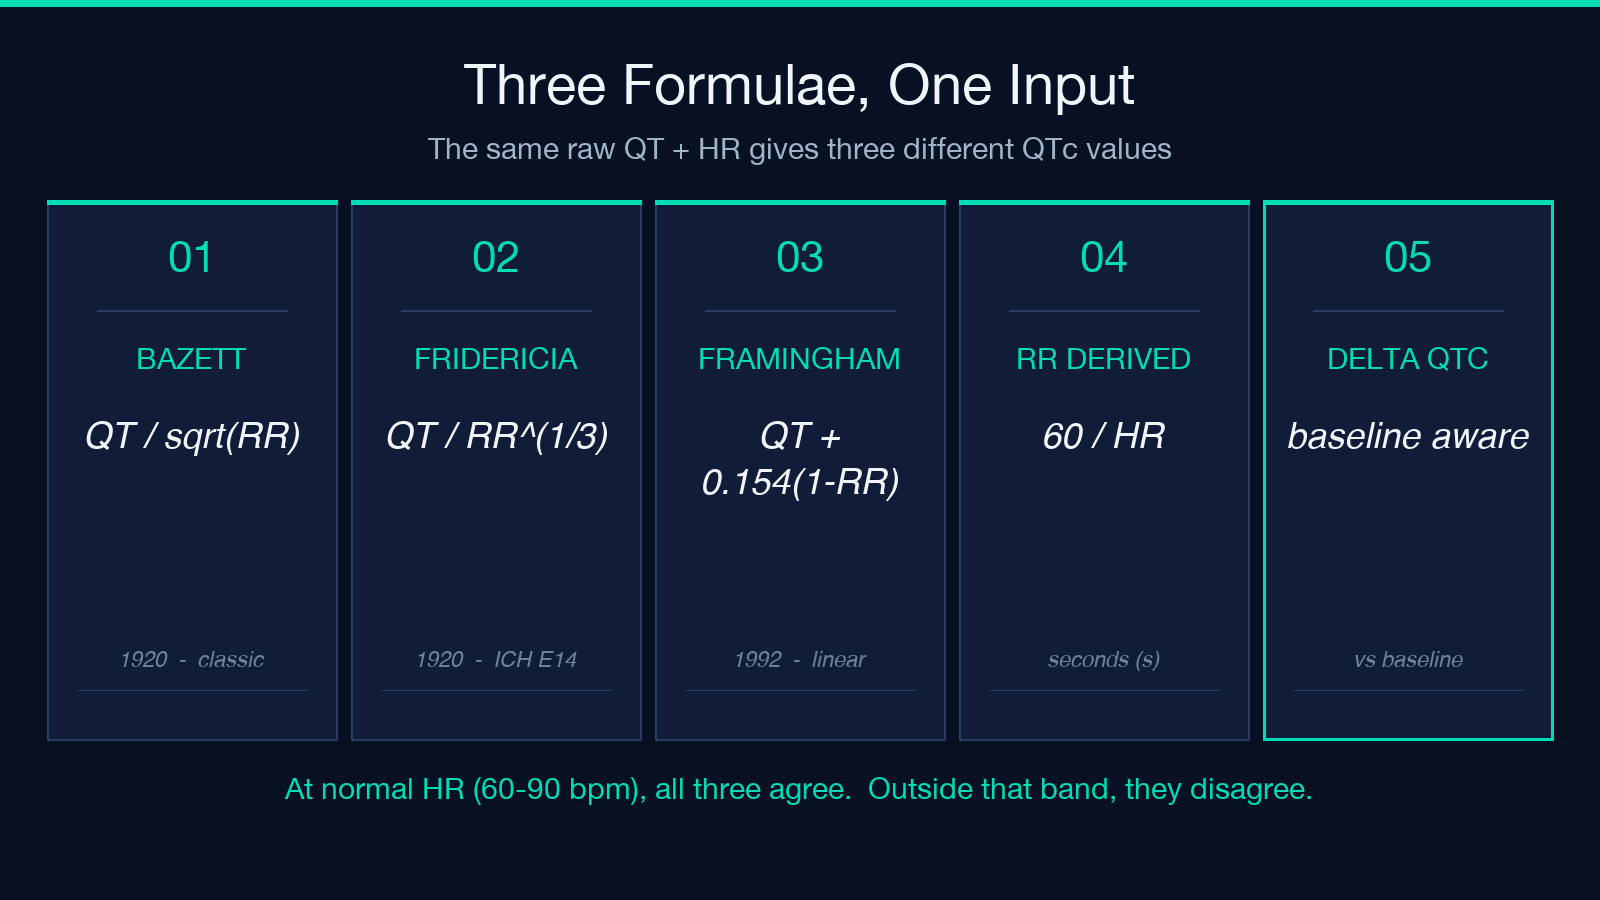 Three Formulae, One Input
The same raw QT + HR gives three different QTc values
01
BAZETT
QT / sqrt(RR)
1920 - classic
02
FRIDERICIA
QT / RR^(1/3)
1920 - ICH E14
03
FRAMINGHAM
QT +
0.154(1-RR)
1992 - linear
04
RR DERIVED
60 / HR
seconds (s)
05
DELTA QTC
baseline aware
vs baseline
At normal HR (60-90 bpm), all three agree.  Outside that band, they disagree.